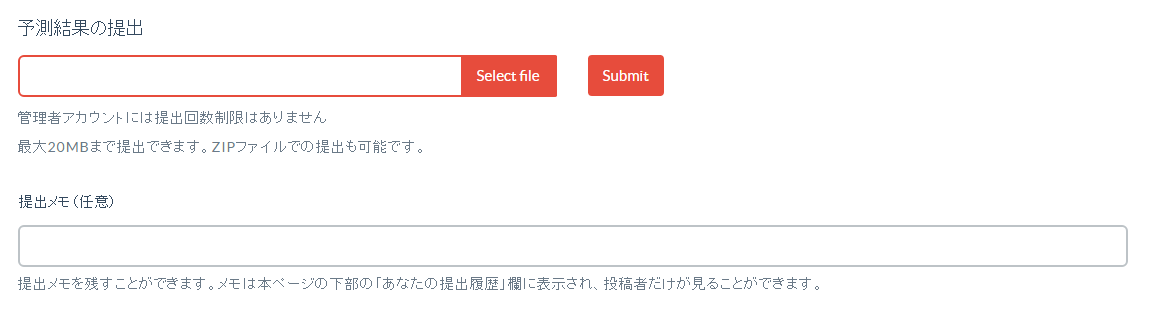 予測結果の提出
Select file
Submit
管理者アカウントには提出回数制限はありません
最大20MBまで提出できます。ZIPファイルでの提出も可能です。
提出メモ（任意）
提出メモを残すことができます。メモは本ページの下部の「あなたの提出履歴」欄に表示され、投稿者だけが見ることができます。